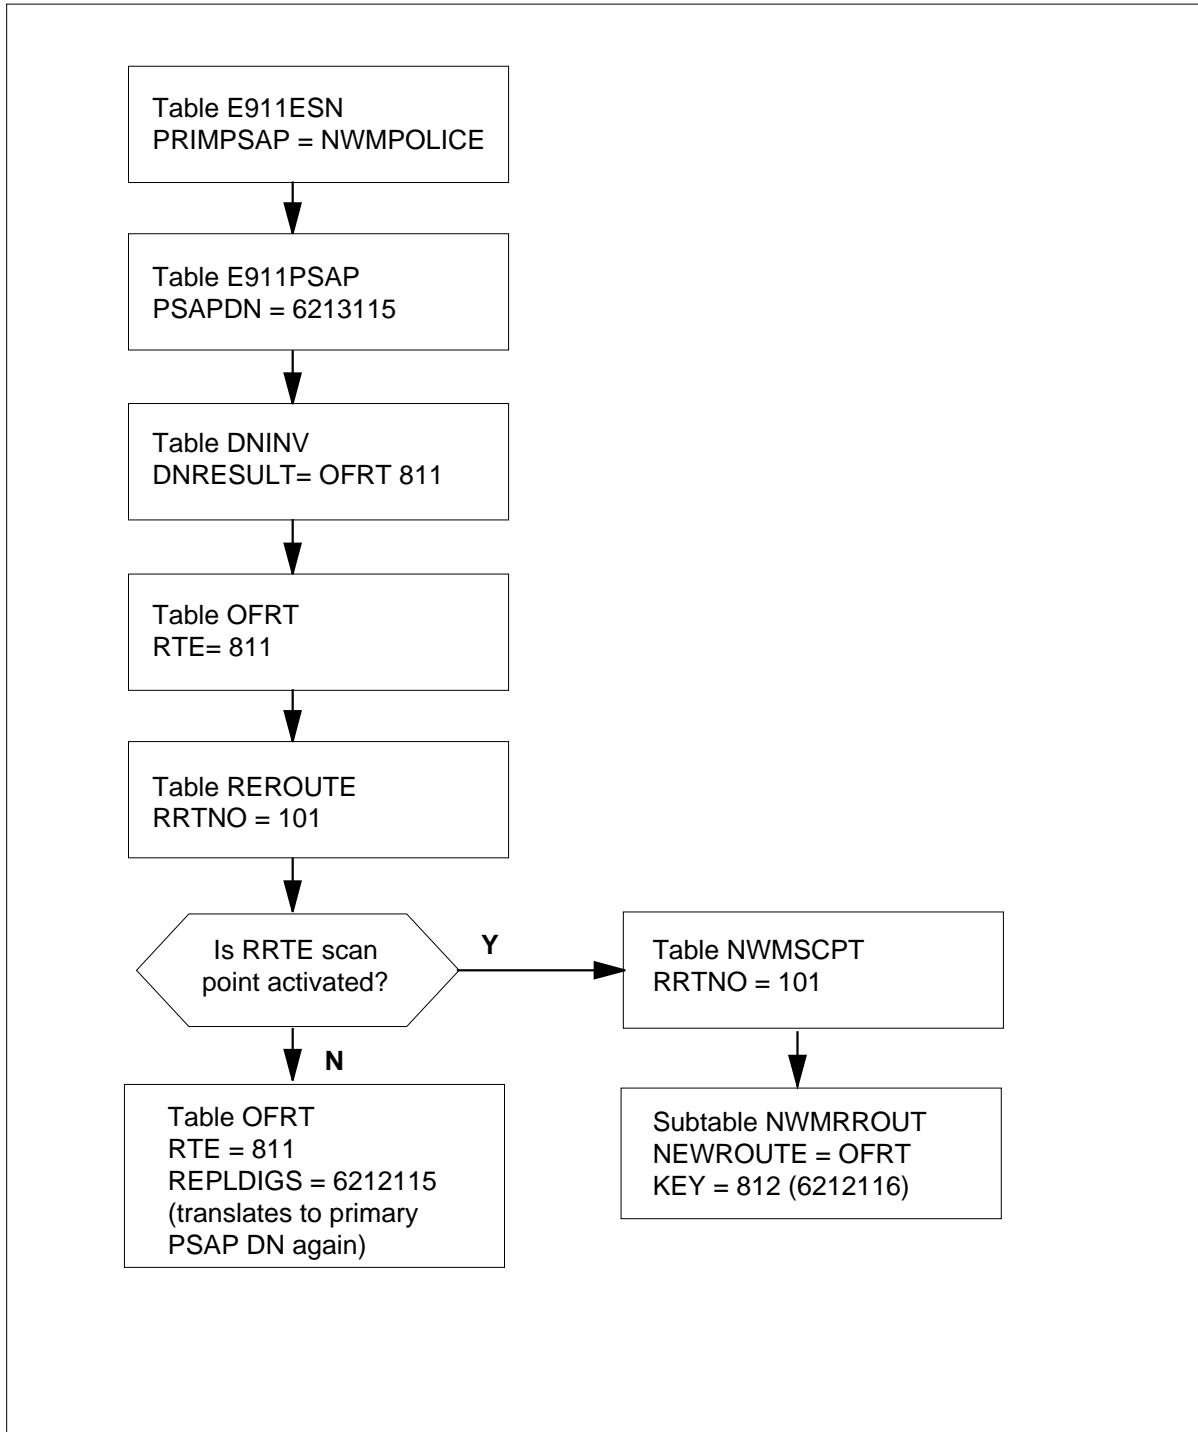 Table E911ESN
PRIMPSAP = NWMPOLICE
Table E911PSAP
PSAPDN = 6213115
Table DNINV
DNRESULT= OFRT 811
Table OFRT
RTE= 811
Table REROUTE
RRTNO = 101
Is RRTE scan
point activated?
Y
Table NWMSCPT
RRTNO = 101
N
Table OFRT
RTE = 811
REPLDIGS = 6212115
(translates to primary
PSAP DN again)
Subtable NWMRROUT
NEWROUTE = OFRT
KEY = 812 (6212116)